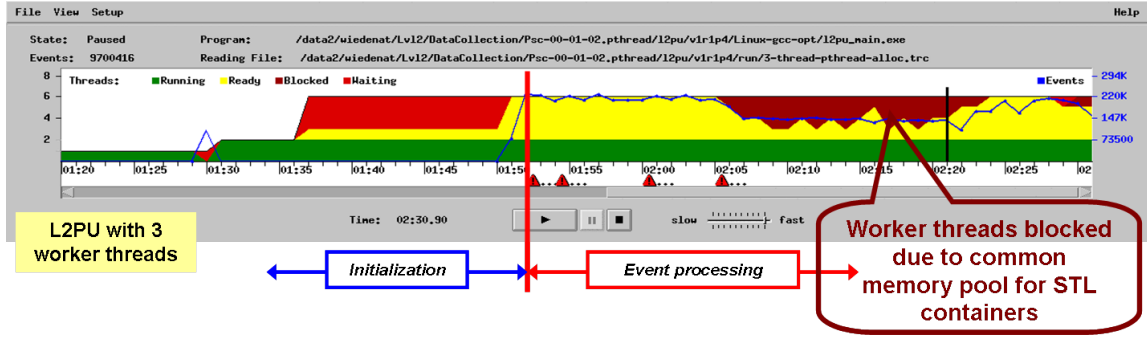 File View Setup Help
State: Paused Program: /data2/wiedenat/Lvl2/DataCollection/Psc-00-01-02.pthread/l2pu/v1r1p4/Linux-gcc-opt/l2pu_main.exe
Events: 9700416 Reading File: /data2/wiedenat/Lvl2/DataCollection/Psc-00-01-02.pthread/l2pu/v1r1p4/run/3-thread-pthread-alloc.trc
8 Threads: Running Ready Blocked Waiting Events 294K
6 220K
4 147K
2 73500
01:20 01:25 01:30 01:35 01:40 01:45 01:50 01:55 02:00 02:05 02:10 02:15 02:20 02:25 02
... ... ... ...
Time: 02:30.90 slow fast
L2PU with 3
worker threads
Initialization
Event processing
Worker threads blocked
due to common
memory pool for STL
containers